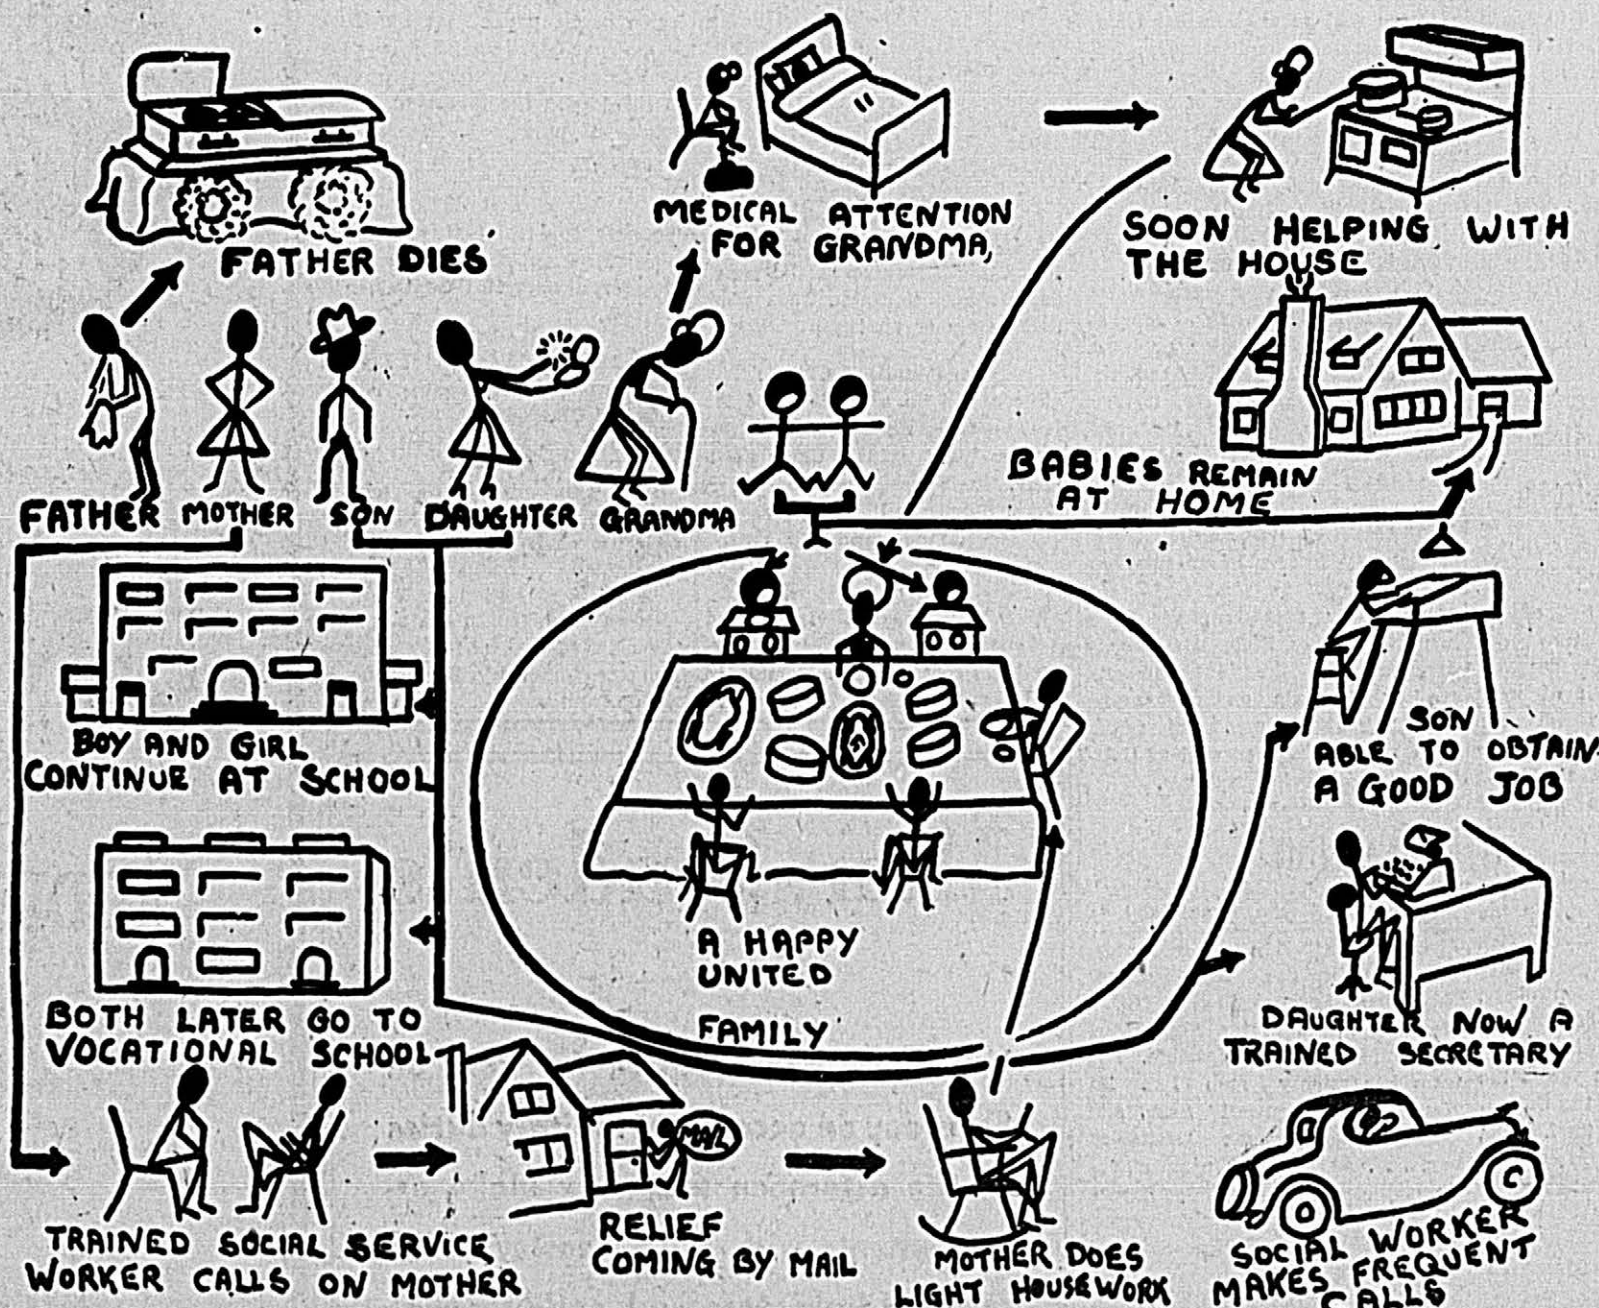 FATHER DIES
MEDICAL ATTENTION
FOR GRANDMA,
SOON HELPING WITH
THE HOUSE
FATHER MOTHER SON DAUGHTER GRANDMA
BABIES REMAIN
AT HOME
BOY AND GIRL
CONTINUE AT SCHOOL
SON
ABLE TO OBTAIN
A GOOD JOB
BOTH LATER GO TO
VOCATIONAL SCHOOL
A HAPPY
UNITED
FAMILY
DAUGHTER NOW A
TRAINED SECRETARY
MAIL
TRAINED SOCIAL SERVICE
WORKER CALLS ON MOTHER
RELIEF
COMING BY MAIL
MOTHER DOES
LIGHT HOUSEWORK
SOCIAL WORKER
MAKES FREQUENT
CALLS